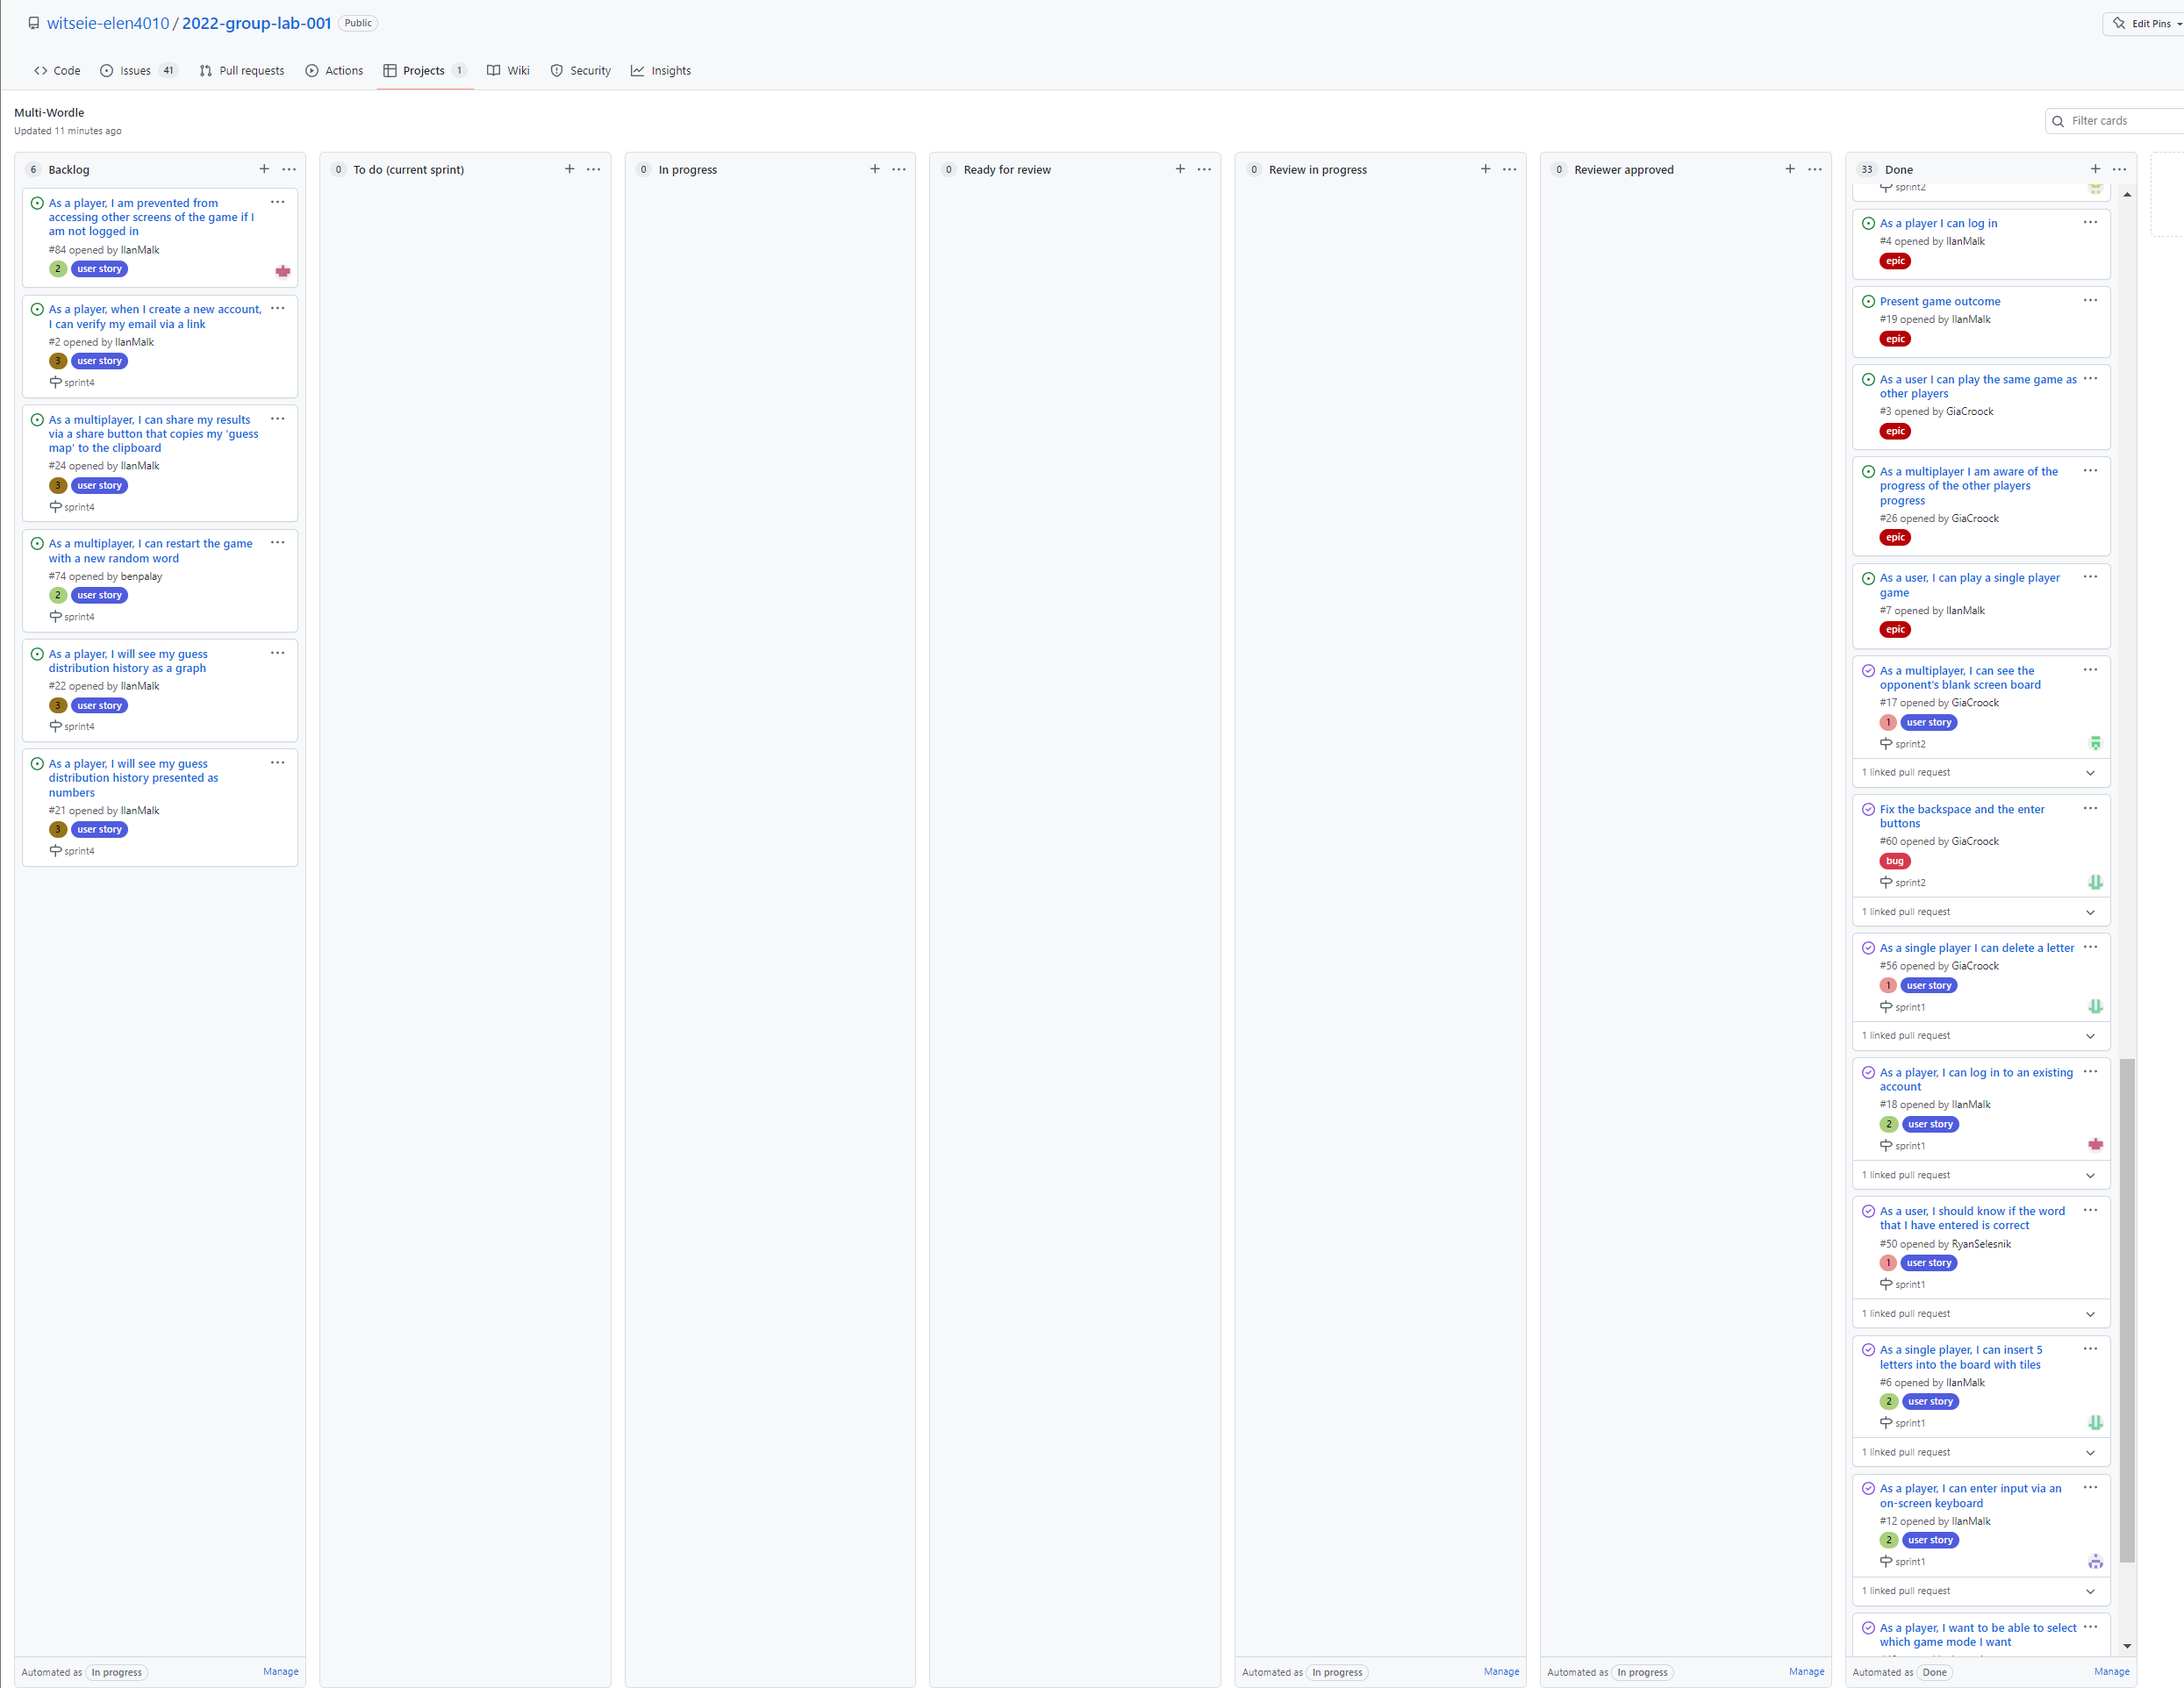 witseie-elen4010 / 2022-group-lab-001 Public
Edit Pins
Code Issues 41 Pull requests Actions Projects 1 Wiki Security Insights
Multi-Wordle
Updated 11 minutes ago
Filter cards
6 Backlog
As a player, I am prevented from
accessing other screens of the game if I
am not logged in
#84 opened by IlanMalk
2 user story
As a player, when I create a new account,
I can verify my email via a link
#2 opened by IlanMalk
3 user story
sprint4
As a multiplayer, I can share my results
via a share button that copies my 'guess
map' to the clipboard
#24 opened by IlanMalk
3 user story
sprint4
As a multiplayer, I can restart the game
with a new random word
#74 opened by benpalay
2 user story
sprint4
As a player, I will see my guess
distribution history as a graph
#22 opened by IlanMalk
3 user story
sprint4
As a player, I will see my guess
distribution history presented as
numbers
#21 opened by IlanMalk
3 user story
sprint4
Automated as In progress Manage
0 To do (current sprint)
0 In progress
0 Ready for review
0 Review in progress
Automated as In progress Manage
0 Reviewer approved
Automated as In progress Manage
33 Done
sprint2
As a player I can log in
#4 opened by IlanMalk
epic
Present game outcome
#19 opened by IlanMalk
epic
As a user I can play the same game as
other players
#3 opened by GiaCroock
epic
As a multiplayer I am aware of the
progress of the other players
progress
#26 opened by GiaCroock
epic
As a user, I can play a single player
game
#7 opened by IlanMalk
epic
As a multiplayer, I can see the
opponent's blank screen board
#17 opened by GiaCroock
1 user story
sprint2
1 linked pull request
Fix the backspace and the enter
buttons
#60 opened by GiaCroock
bug
sprint2
1 linked pull request
As a single player I can delete a letter
#56 opened by GiaCroock
1 user story
sprint1
1 linked pull request
As a player, I can log in to an existing
account
#18 opened by IlanMalk
2 user story
sprint1
1 linked pull request
As a user, I should know if the word
that I have entered is correct
#50 opened by RyanSelesnik
1 user story
sprint1
1 linked pull request
As a single player, I can insert 5
letters into the board with tiles
#6 opened by IlanMalk
2 user story
sprint1
1 linked pull request
As a player, I can enter input via an
on-screen keyboard
#12 opened by IlanMalk
2 user story
sprint1
1 linked pull request
As a player, I want to be able to select
which game mode I want
Automated as Done Manage